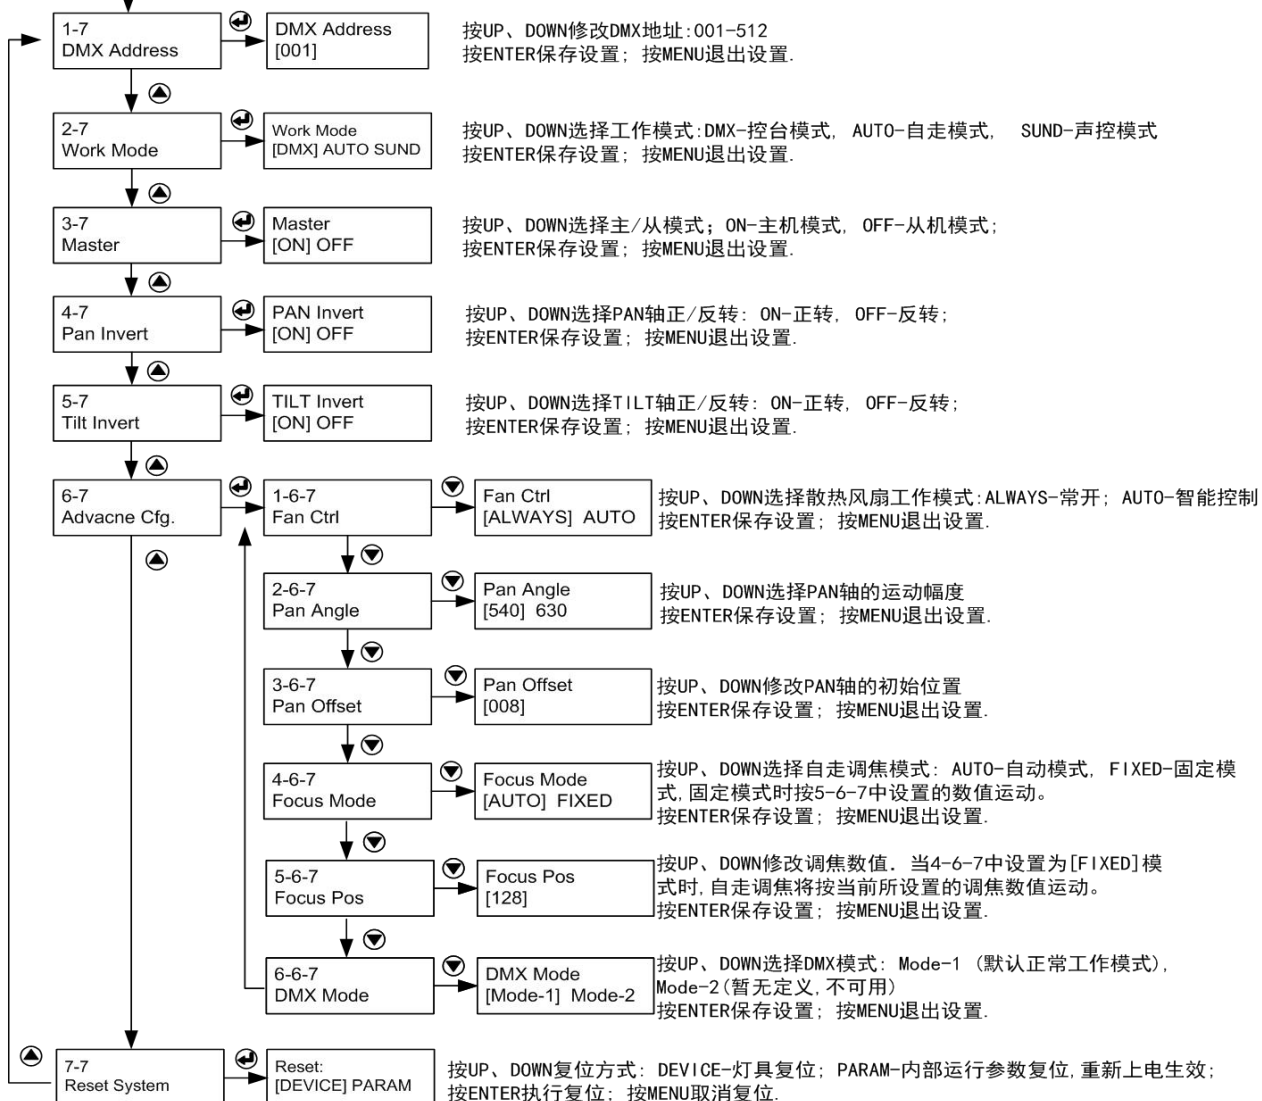 1-7
DMX Address
DMX Address
[001]
按UP、DOWN修改DMX地址:001-512
按ENTER保存设置; 按MENU退出设置.
2-7
Work Mode
Work Mode
[DMX] AUTO SUND
按UP、DOWN选择工作模式:DMX-控台模式, AUTO-自走模式, SUND-声控模式
按ENTER保存设置; 按MENU退出设置.
3-7
Master
Master
[ON] OFF
按UP、DOWN选择主/从模式; ON-主机模式, OFF-从机模式;
按ENTER保存设置; 按MENU退出设置.
4-7
Pan Invert
PAN Invert
[ON] OFF
按UP、DOWN选择PAN轴正/反转: ON-正转, OFF-反转;
按ENTER保存设置; 按MENU退出设置.
5-7
Tilt Invert
TILT Invert
[ON] OFF
按UP、DOWN选择TILT轴正/反转: ON-正转, OFF-反转;
按ENTER保存设置; 按MENU退出设置.
6-7
Advacne Cfg.
1-6-7
Fan Ctrl
Fan Ctrl
[ALWAYS] AUTO
按UP、DOWN选择散热风扇工作模式:ALWAYS-常开; AUTO-智能控制
按ENTER保存设置; 按MENU退出设置.
2-6-7
Pan Angle
Pan Angle
[540] 630
按UP、DOWN选择PAN轴的运动幅度
按ENTER保存设置; 按MENU退出设置.
3-6-7
Pan Offset
Pan Offset
[008]
按UP、DOWN修改PAN轴的初始位置
按ENTER保存设置; 按MENU退出设置.
4-6-7
Focus Mode
Focus Mode
[AUTO] FIXED
按UP、DOWN选择自走调焦模式: AUTO-自动模式, FIXED-固定模
式,固定模式时按5-6-7中设置的数值运动。
按ENTER保存设置; 按MENU退出设置.
5-6-7
Focus Pos
Focus Pos
[128]
按UP、DOWN修改调焦数值. 当4-6-7中设置为[FIXED]模
式时,自走调焦将按当前所设置的调焦数值运动。
按ENTER保存设置; 按MENU退出设置.
6-6-7
DMX Mode
DMX Mode
[Mode-1] Mode-2
按UP、DOWN选择DMX模式: Mode-1 (默认正常工作模式),
Mode-2(暂无定义,不可用)
按ENTER保存设置; 按MENU退出设置.
7-7
Reset System
Reset:
[DEVICE] PARAM
按UP、DOWN复位方式: DEVICE-灯具复位; PARAM-内部运行参数复位,重新上电生效;
按ENTER执行复位; 按MENU取消复位.